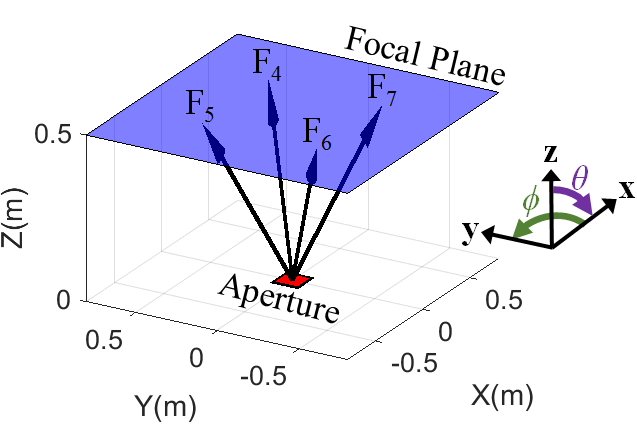 Focal Plane
F4
F7
F5
F6
0.5
0
Z(m)
Aperture
0.5
0
-0.5
Y(m)
-0.5
0
0.5
X(m)
z
θ
x
ϕ
y